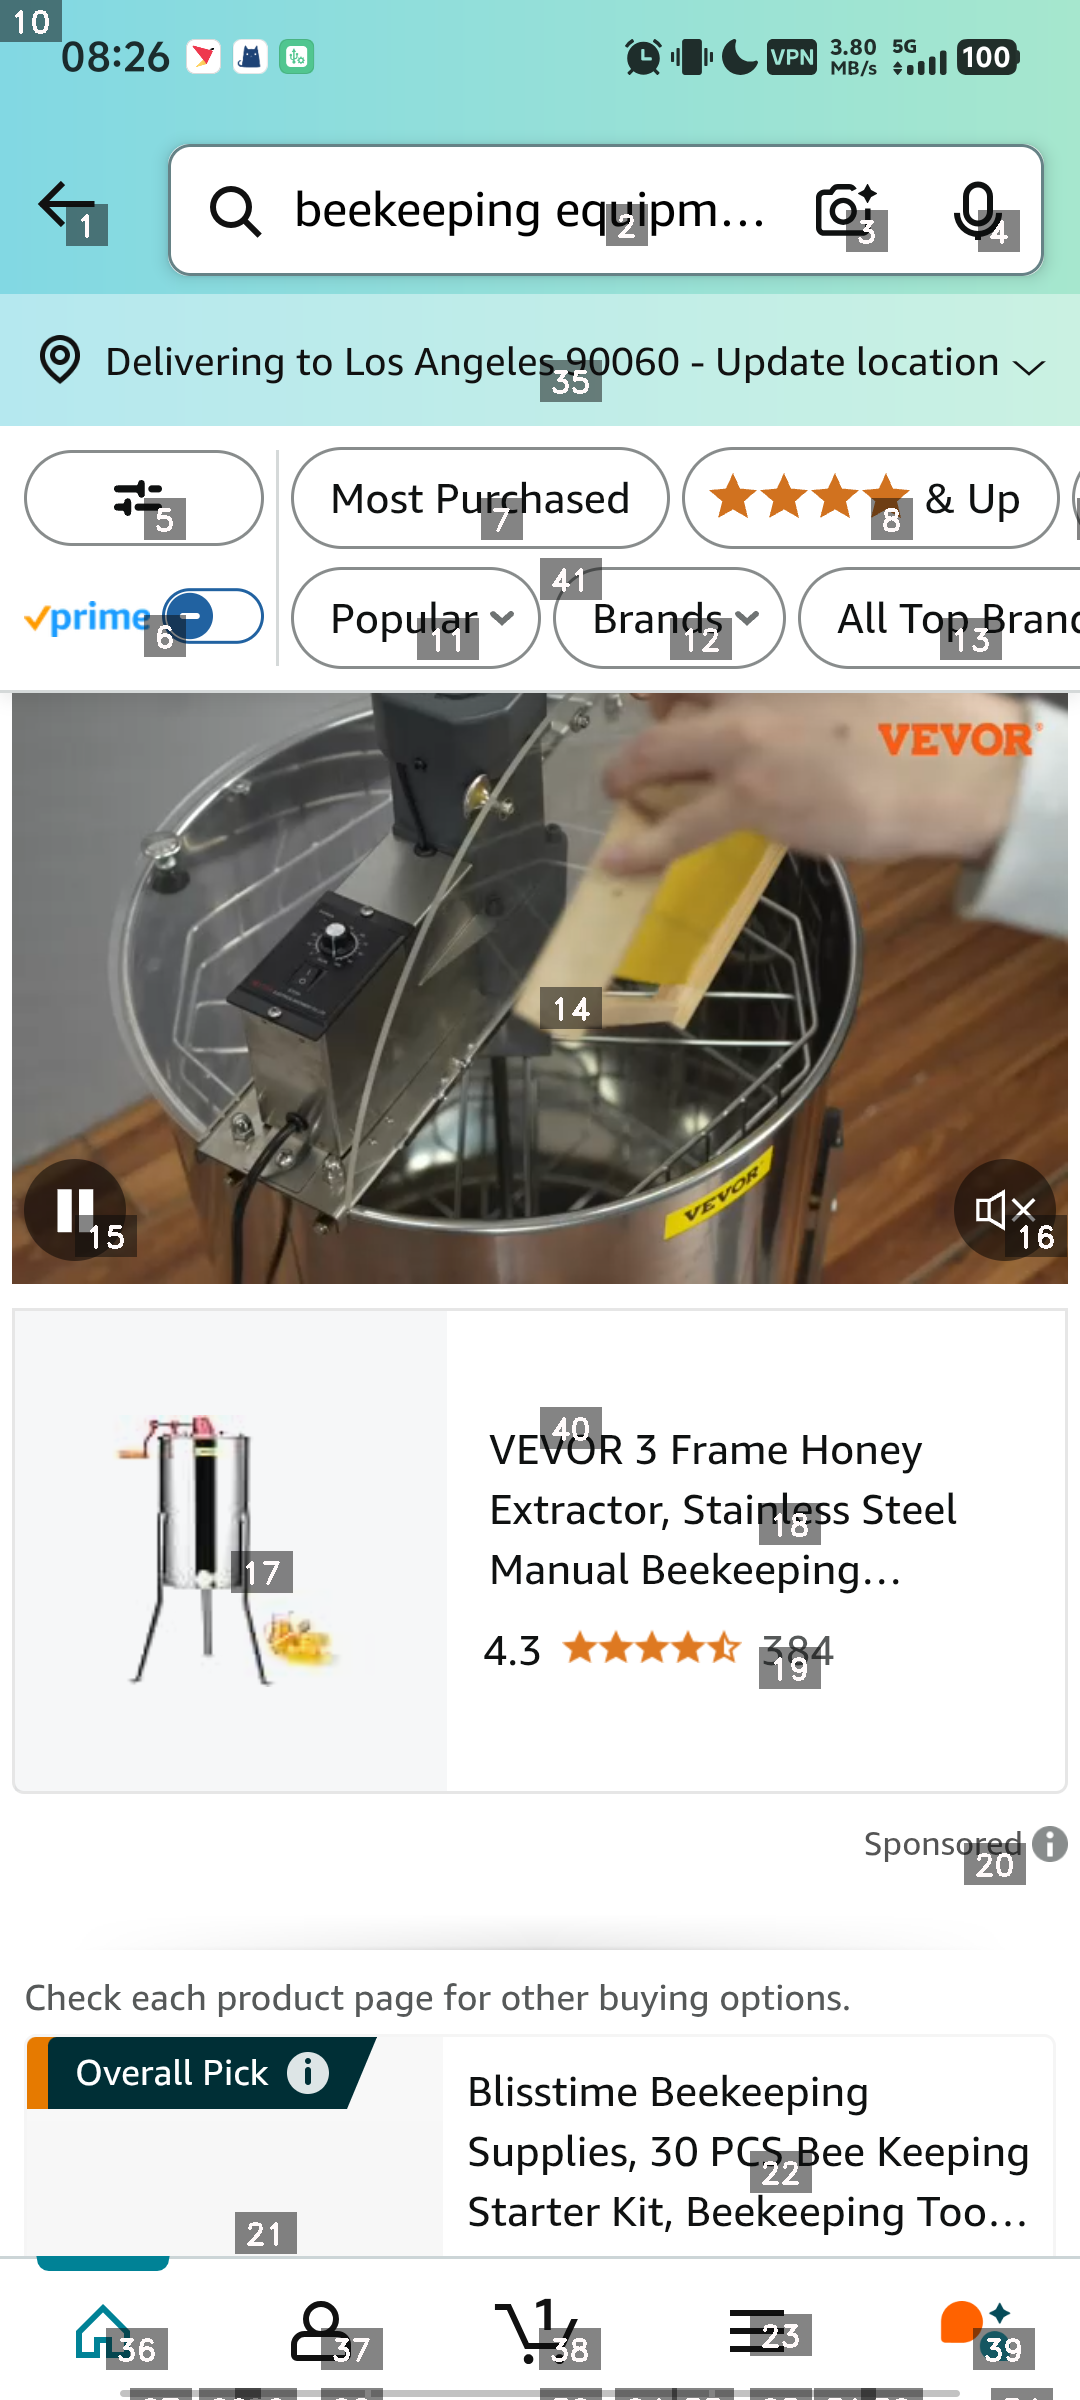 10
08:26
VPN
3.80 MB/s
5G
100
1
beekeeping equipm...
2
3
4
Delivering to Los Angeles 90060 - Update location
35
5
Most Purchased
7
8
& Up
41
prime
6
Popular
11
Brands
12
All Top Brand
13
VEVOR
14
VEVOR
15
16
40
VEVOR 3 Frame Honey
Extractor, Stainless Steel
18
Manual Beekeeping...
17
4.3
384
19
Sponsored
20
Check each product page for other buying options.
Overall Pick
Blisstime Beekeeping
Supplies, 30 PCS Bee Keeping
22
Starter Kit, Beekeeping Too...
21
1
36
37
38
23
39